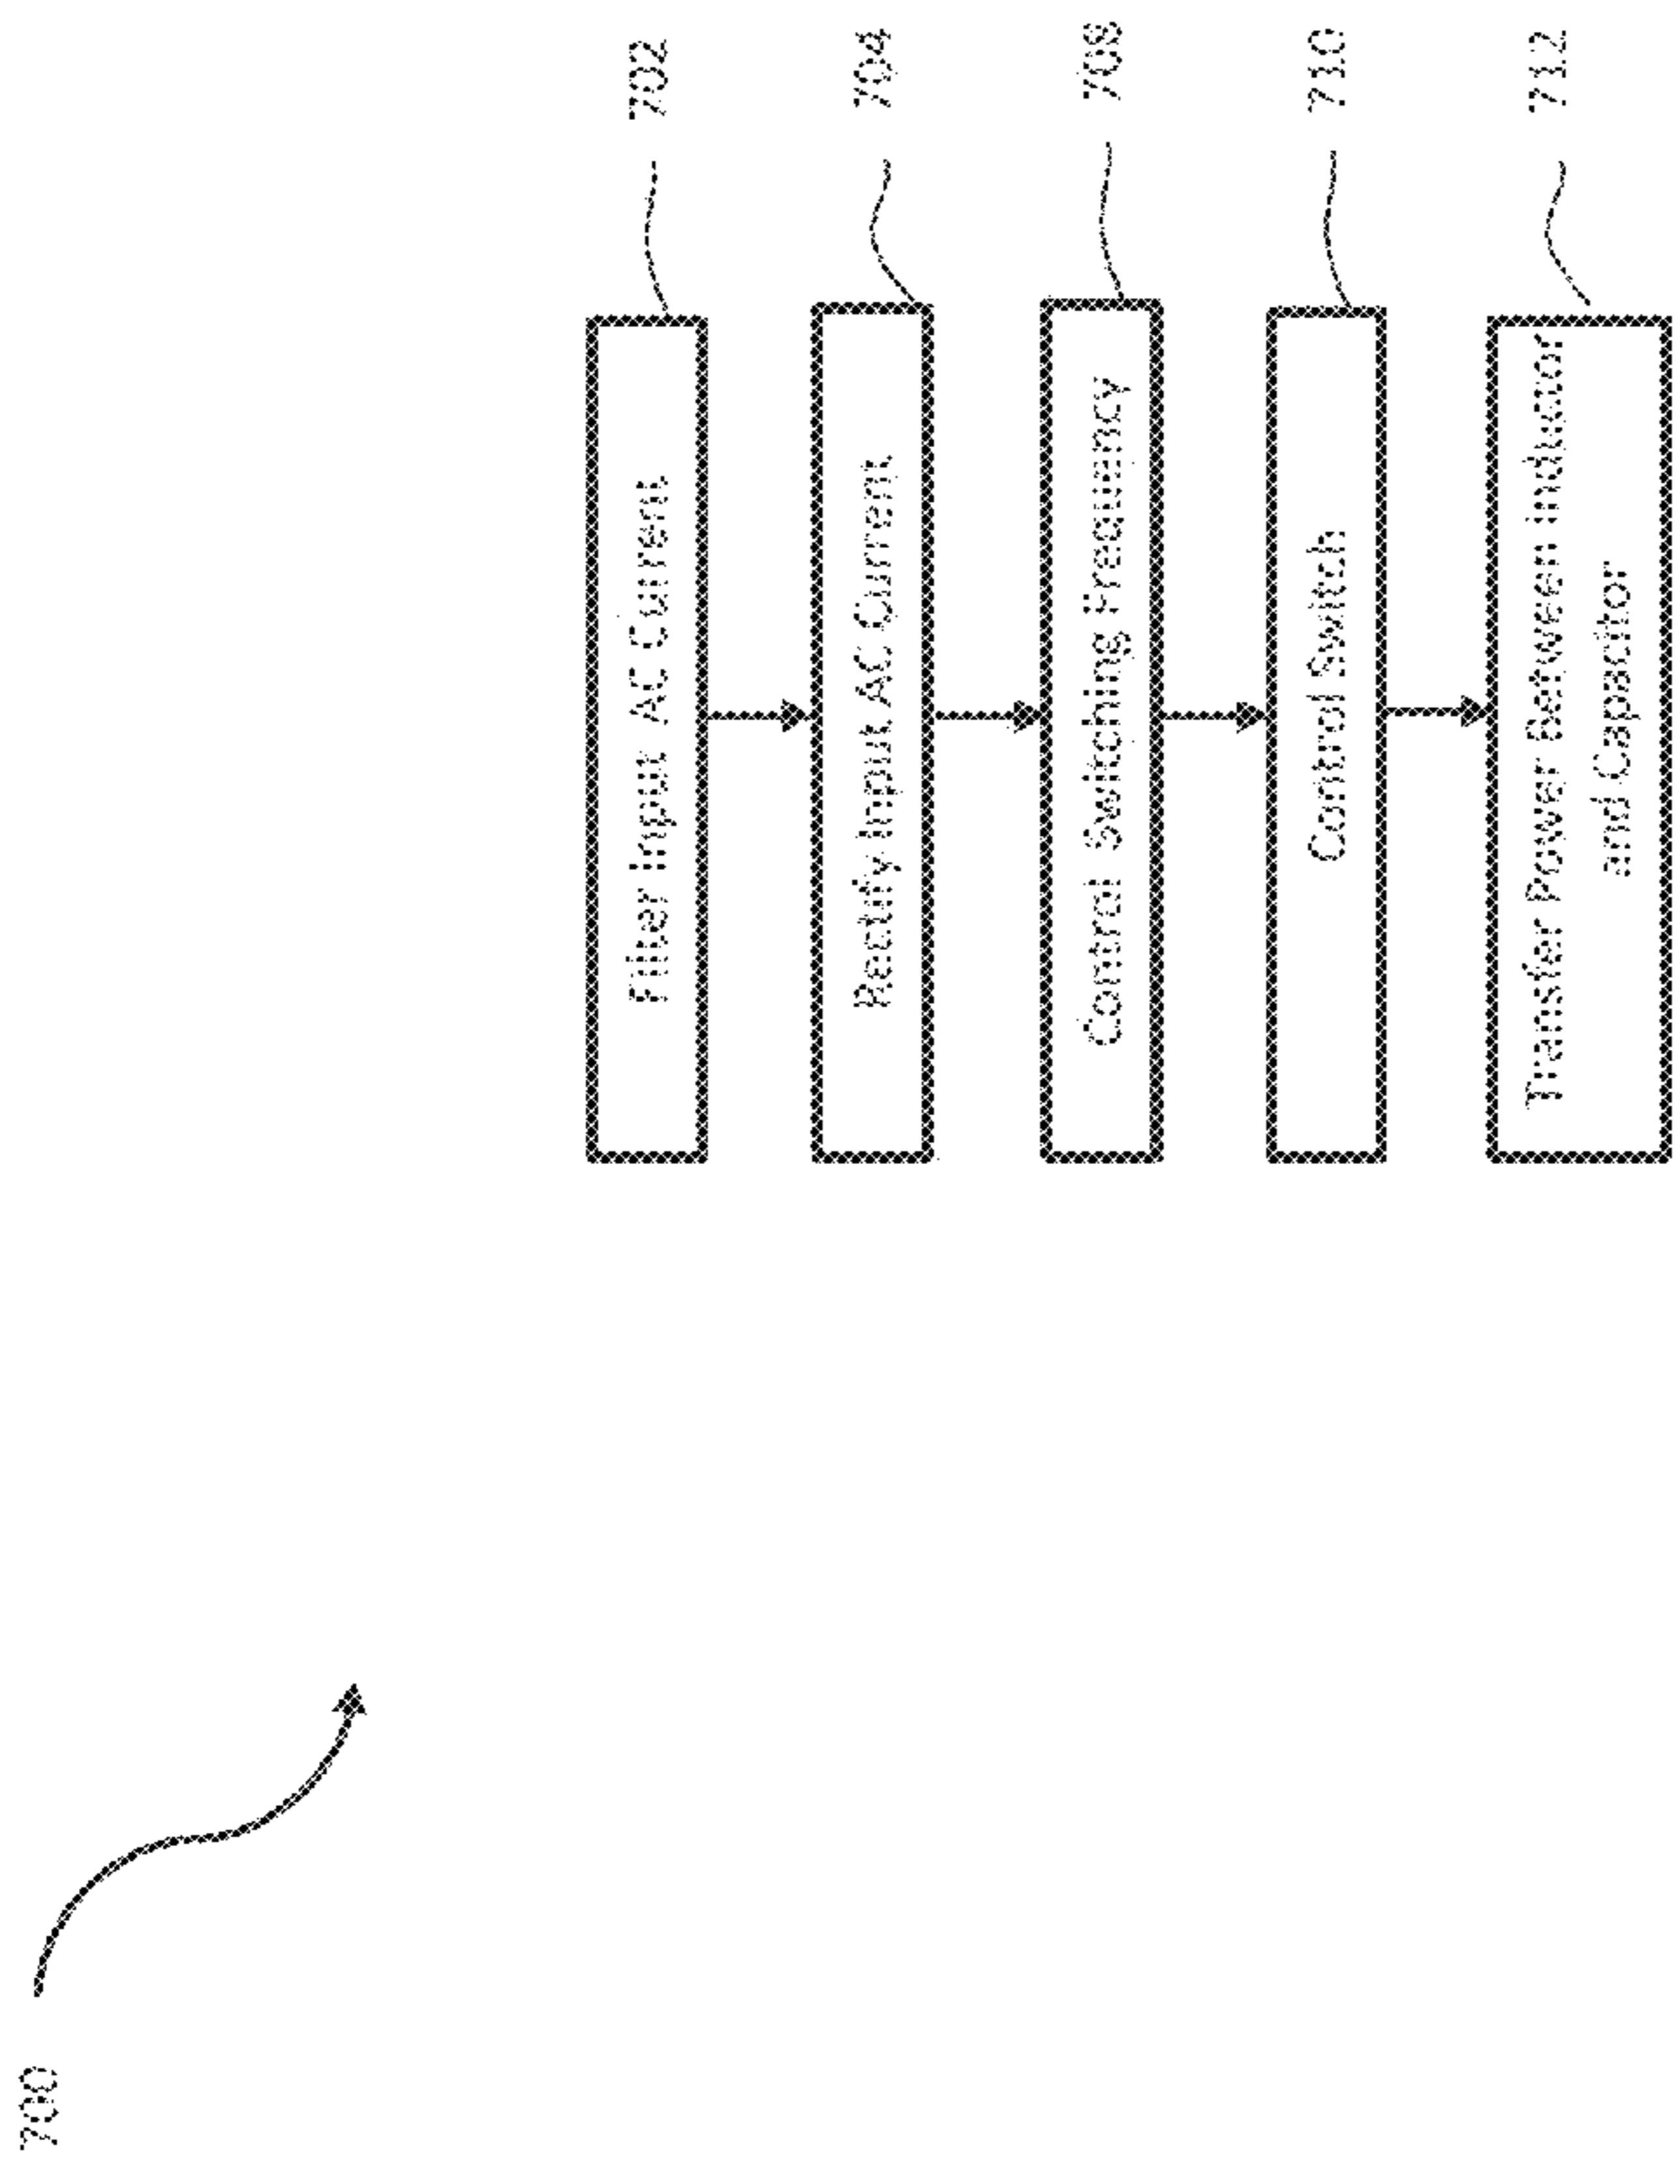 700
Filter Input AC Current
702
Rectify Input AC Current
704
Control Switching Frequency
708
Control Switch
710
Transfer Power Between Inductor
and Capacitor
712